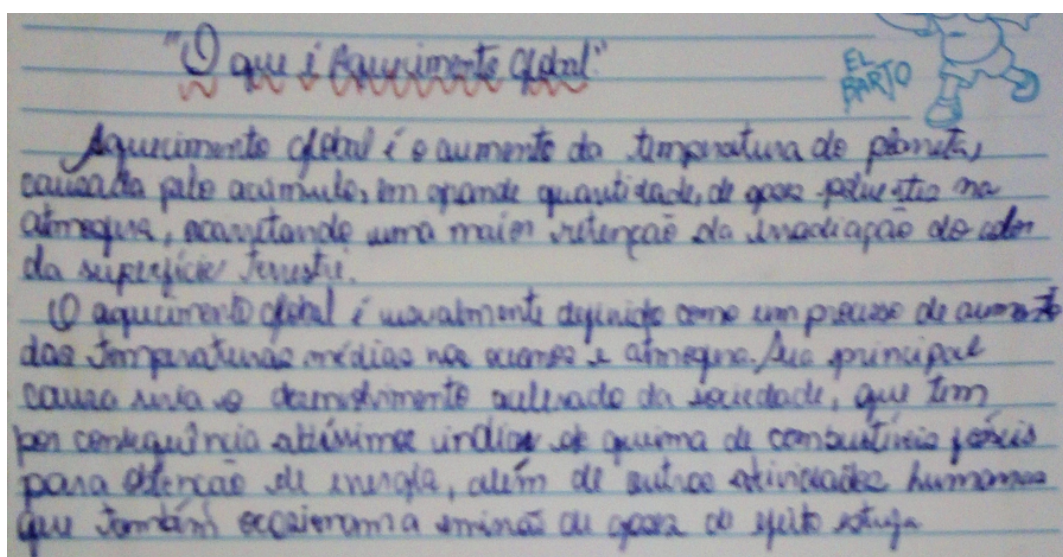 "O que é Aquecimento Global"
EL
BARTO
Aquecimento global é o aumento da temperatura do planeta,
causada pelo acúmulo, em grande quantidade, de gases poluentes na
atmosfera, acarretando uma maior retenção da irradiação do calor
da superfície terrestre.
O aquecimento global é usualmente definido como um processo de aumento
das temperaturas médias nos oceanos e atmosfera. Sua principal
causa seria o desenvolvimento acelerado da sociedade, que tem
por consequência altíssimos índices de queima de combustíveis fósseis
para obtenção de energia, além de outras atividades humanas
que também ocasionam a de gases do efeito estufa.